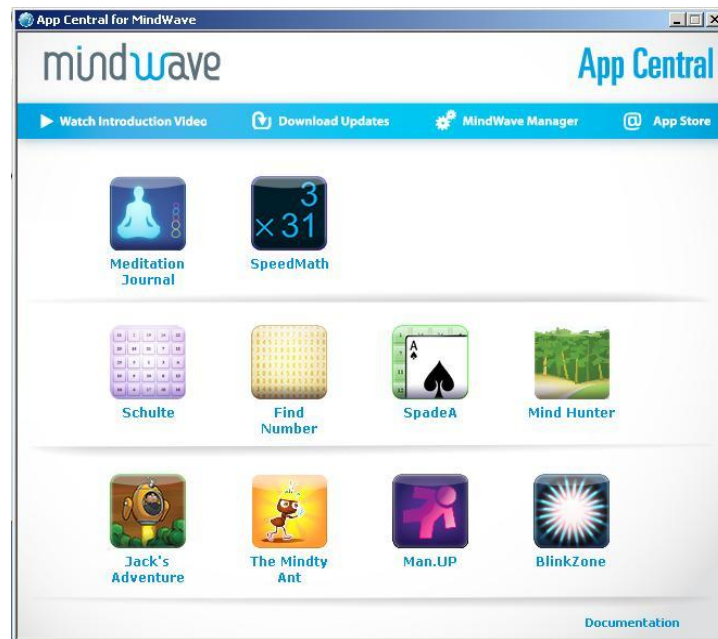 App Central for MindWave
mindwave
App Central
Watch Introduction Video
Download Updates
MindWave Manager
@ App Store
3
× 31
Meditation
Journal
SpeedMath
A
Schulte
Find
Number
SpadeA
Mind Hunter
Jack's
Adventure
The Mindty
Ant
Man.UP
BlinkZone
Documentation